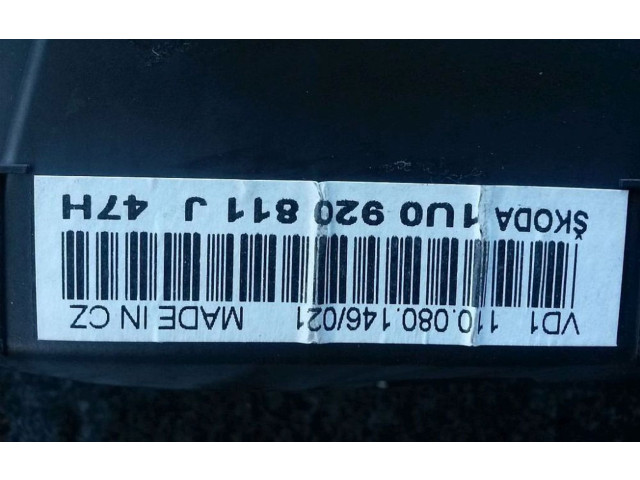 VD1 110.080.146/021 MADE IN CZ
ŠKODA 1U0 920 811 J 47H